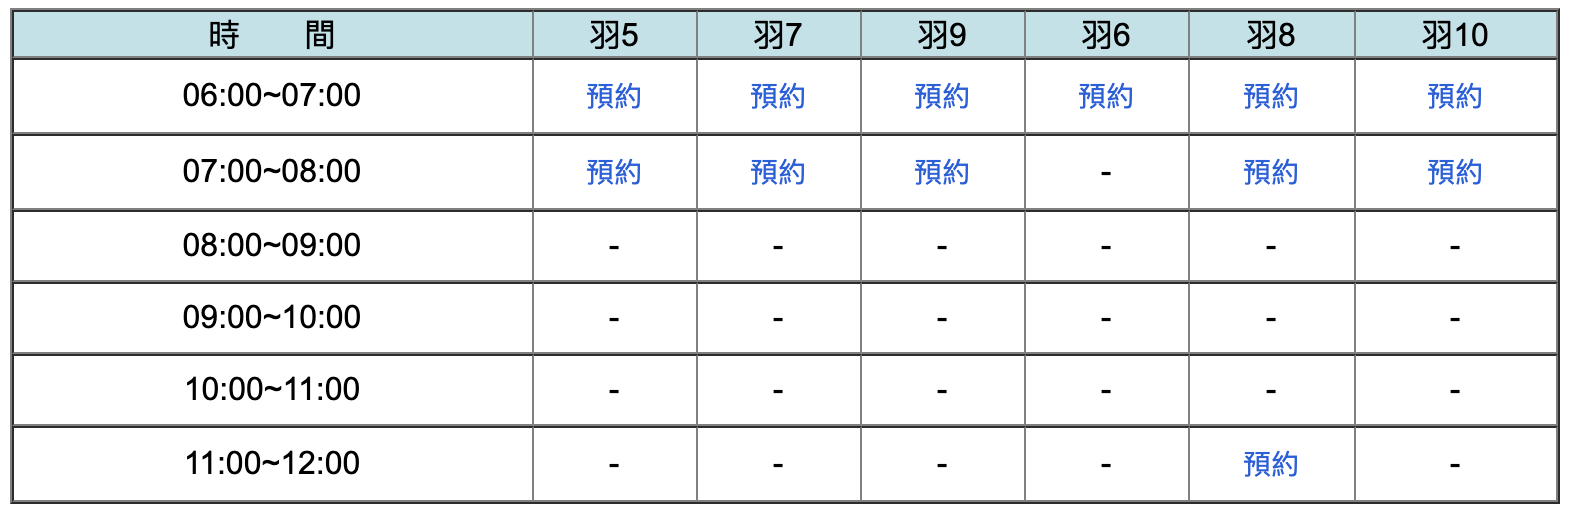 時　間 羽5 羽7 羽9 羽6 羽8 羽10
06:00~07:00 預約 預約 預約 預約 預約 預約
07:00~08:00 預約 預約 預約 - 預約 預約
08:00~09:00 - - - - - -
09:00~10:00 - - - - - -
10:00~11:00 - - - - - -
11:00~12:00 - - - - 預約 -